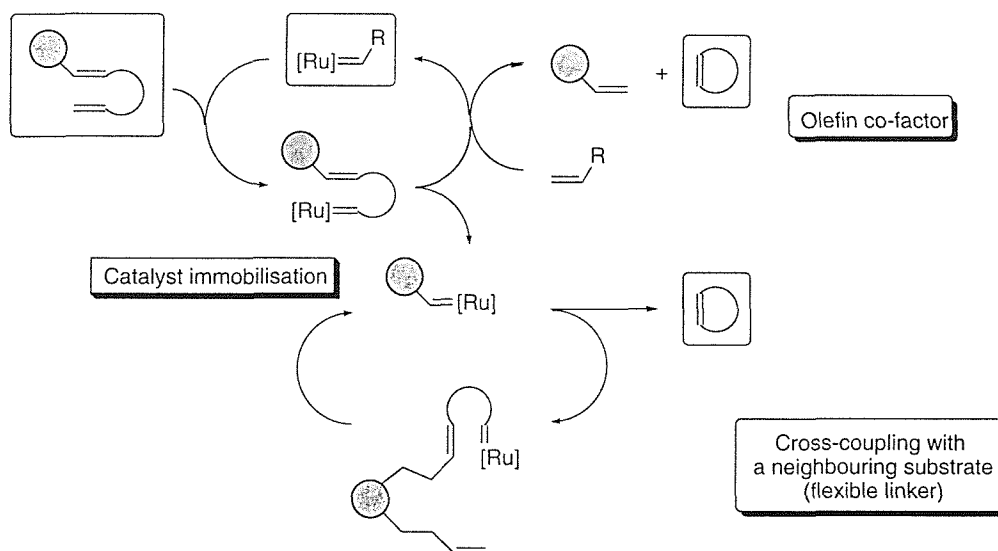 R
[Ru]
+
Olefin co-factor
R
[Ru]
Catalyst immobilisation
[Ru]
[Ru]
Cross-coupling with
a neighbouring substrate
(flexible linker)